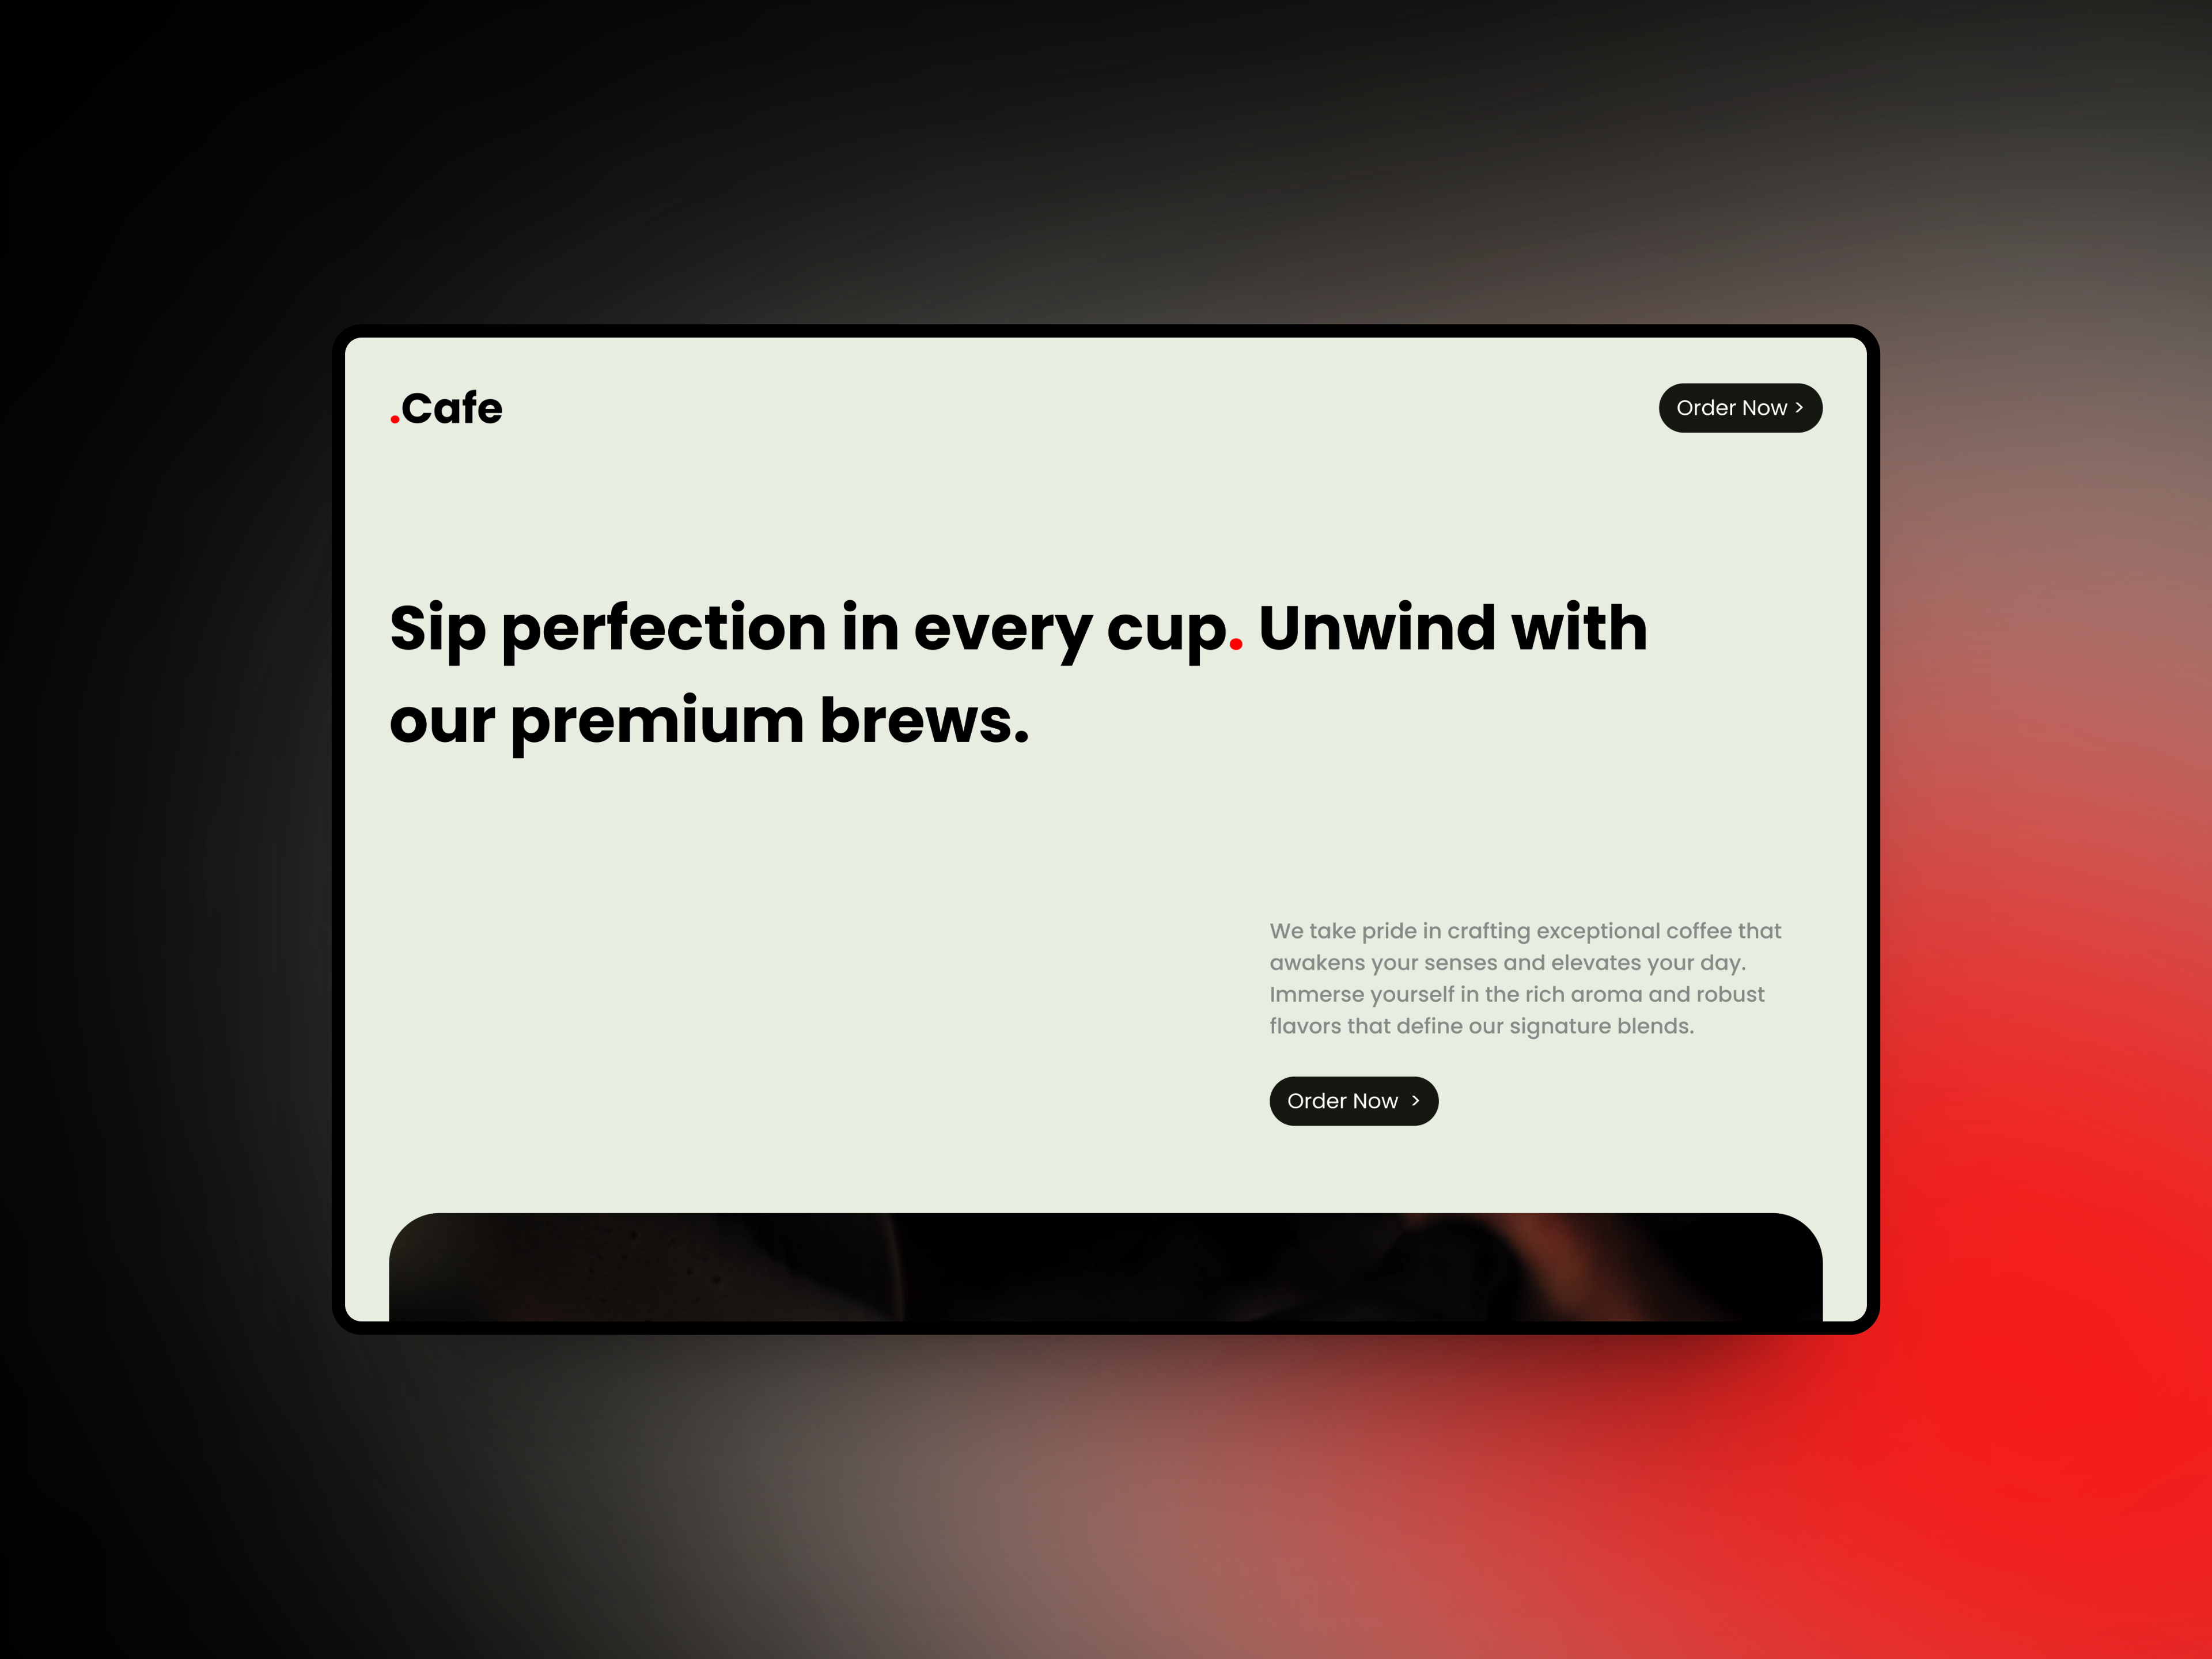 .Cafe
Order Now >
Sip perfection in every cup. Unwind with
our premium brews.
We take pride in crafting exceptional coffee that
awakens your senses and elevates your day.
Immerse yourself in the rich aroma and robust
flavors that define our signature blends.
Order Now >